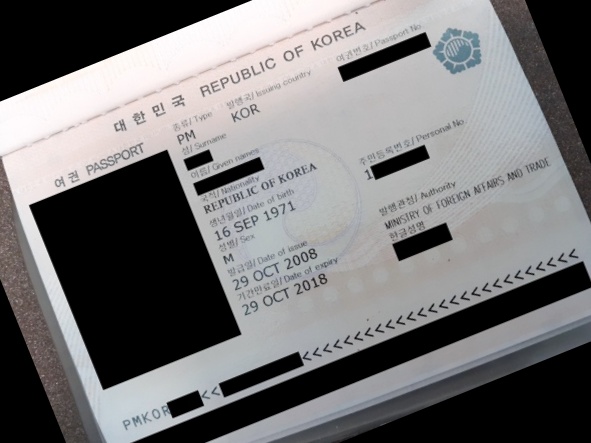 대한민국 REPUBLIC OF KOREA
여권 PASSPORT
종류/Type 발행국/Issuing country 여권번호/Passport No.
PM KOR
성/Surname
이름/Given names
국적/Nationality 주민등록번호/Personal No.
REPUBLIC OF KOREA 1
생년월일/Date of birth 발행관청/Authority
16 SEP 1971 MINISTRY OF FOREIGN AFFAIRS AND TRADE
성별/Sex 한글성명
M
발급일/Date of issue
29 OCT 2008
기간만료일/Date of expiry
29 OCT 2018
PMKOR<<<<<<<<<<<<<<<<<<<<<<<<<<<<<